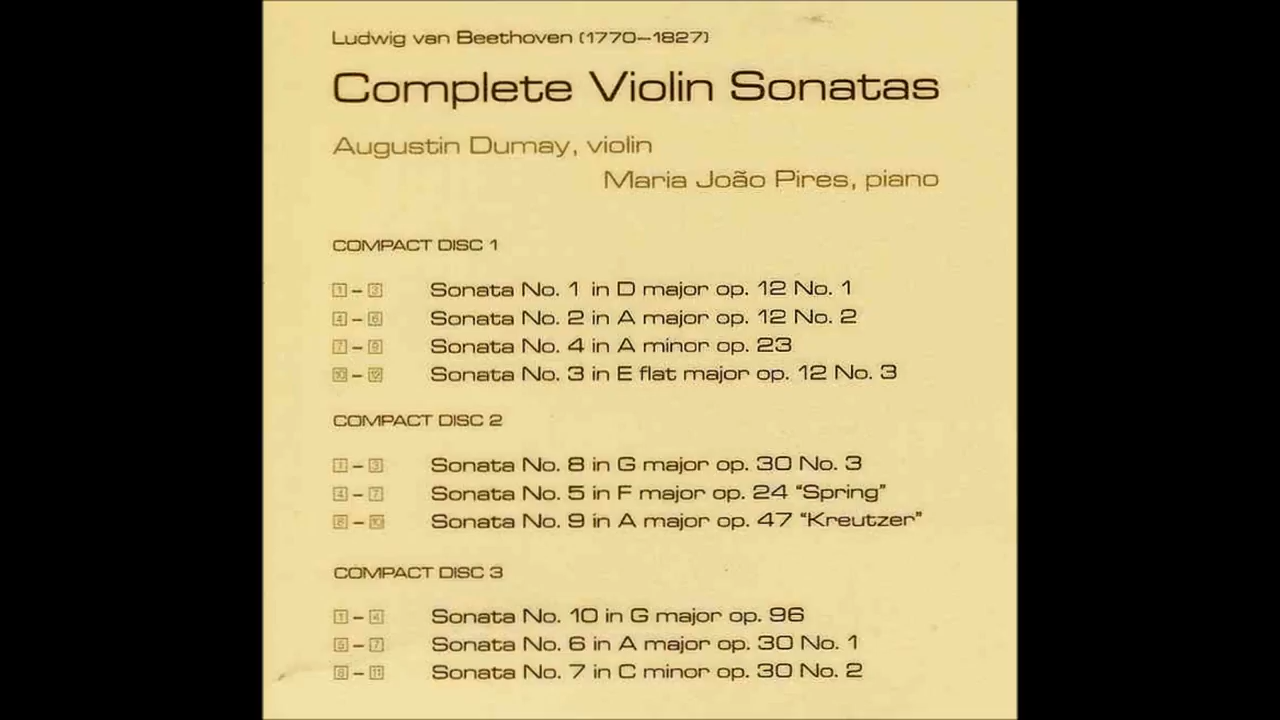 Ludwig van Beethoven (1770–1827)
Complete Violin Sonatas
Augustin Dumay, violin
Maria João Pires, piano
COMPACT DISC 1
1 – 3 Sonata No. 1 in D major op. 12 No. 1
4 – 6 Sonata No. 2 in A major op. 12 No. 2
7 – 9 Sonata No. 4 in A minor op. 23
10 – 12 Sonata No. 3 in E flat major op. 12 No. 3
COMPACT DISC 2
1 – 3 Sonata No. 8 in G major op. 30 No. 3
4 – 7 Sonata No. 5 in F major op. 24 “Spring”
8 – 10 Sonata No. 9 in A major op. 47 “Kreutzer”
COMPACT DISC 3
1 – 4 Sonata No. 10 in G major op. 96
5 – 7 Sonata No. 6 in A major op. 30 No. 1
8 – 11 Sonata No. 7 in C minor op. 30 No. 2